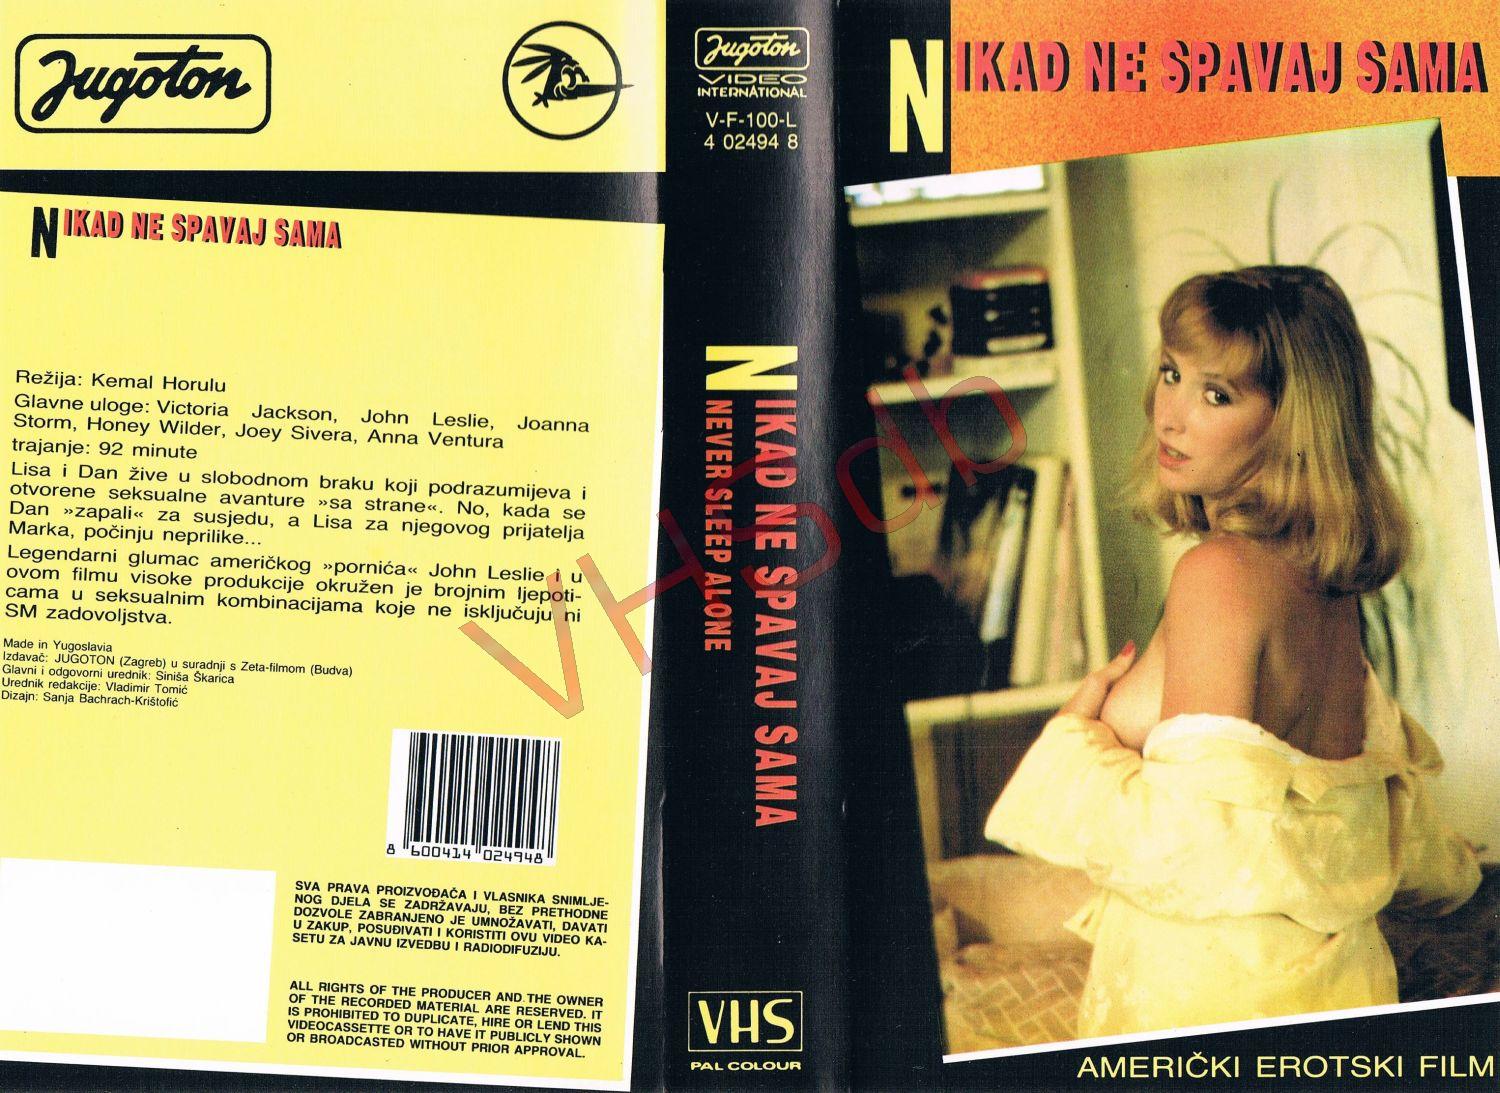 Jugoton
NIKAD NE SPAVAJ SAMA
Režija: Kemal Horulu
Glavne uloge: Victoria Jackson, John Leslie, Joanna
Storm, Honey Wilder, Joey Sivera, Anna Ventura
trajanje: 92 minute
Lisa i Dan žive u slobodnom braku koji podrazumijeva i
otvorene seksualne avanture »sa strane«. No, kada se
Dan »zapali« za susjedu, a Lisa za njegovog prijatelja
Marka, počinju neprilike...
Legendarni glumac američkog »pornića« John Leslie i u
ovom filmu visoke produkcije okružen je brojnim ljepoti-
cama u seksualnim kombinacijama koje ne isključuju ni
SM zadovoljstva.
Made in Yugoslavia
Izdavač: JUGOTON (Zagreb) u suradnji s Zeta-filmom (Budva)
Glavni i odgovorni urednik: Siniša Škarica
Urednik redakcije: Vladimir Tomić
Dizajn: Sanja Bachrach-Krištofić
8 600414 024948
SVA PRAVA PROIZVOĐAČA I VLASNIKA SNIMLJE-
NOG DJELA SE ZADRŽAVAJU, BEZ PRETHODNE
DOZVOLE ZABRANJENO JE UMNOŽAVATI, DAVATI
U ZAKUP, POSUĐIVATI I KORISTITI OVU VIDEO KA-
SETU ZA JAVNU IZVEDBU I RADIODIFUZIJU.
ALL RIGHTS OF THE PRODUCER AND THE OWNER
OF THE RECORDED MATERIAL ARE RESERVED. IT
IS PROHIBITED TO DUPLICATE, HIRE OR LEND THIS
VIDEOCASSETTE OR TO HAVE IT PUBLICLY SHOWN
OR BROADCASTED WITHOUT PRIOR APPROVAL.
Jugoton
VIDEO
INTERNATIONAL
V-F-100-L
4 02494 8
NIKAD NE SPAVAJ SAMA
NEVER SLEEP ALONE
VHS
PAL COLOUR
NIKAD NE SPAVAJ SAMA
AMERIČKI EROTSKI FILM
VHSdb